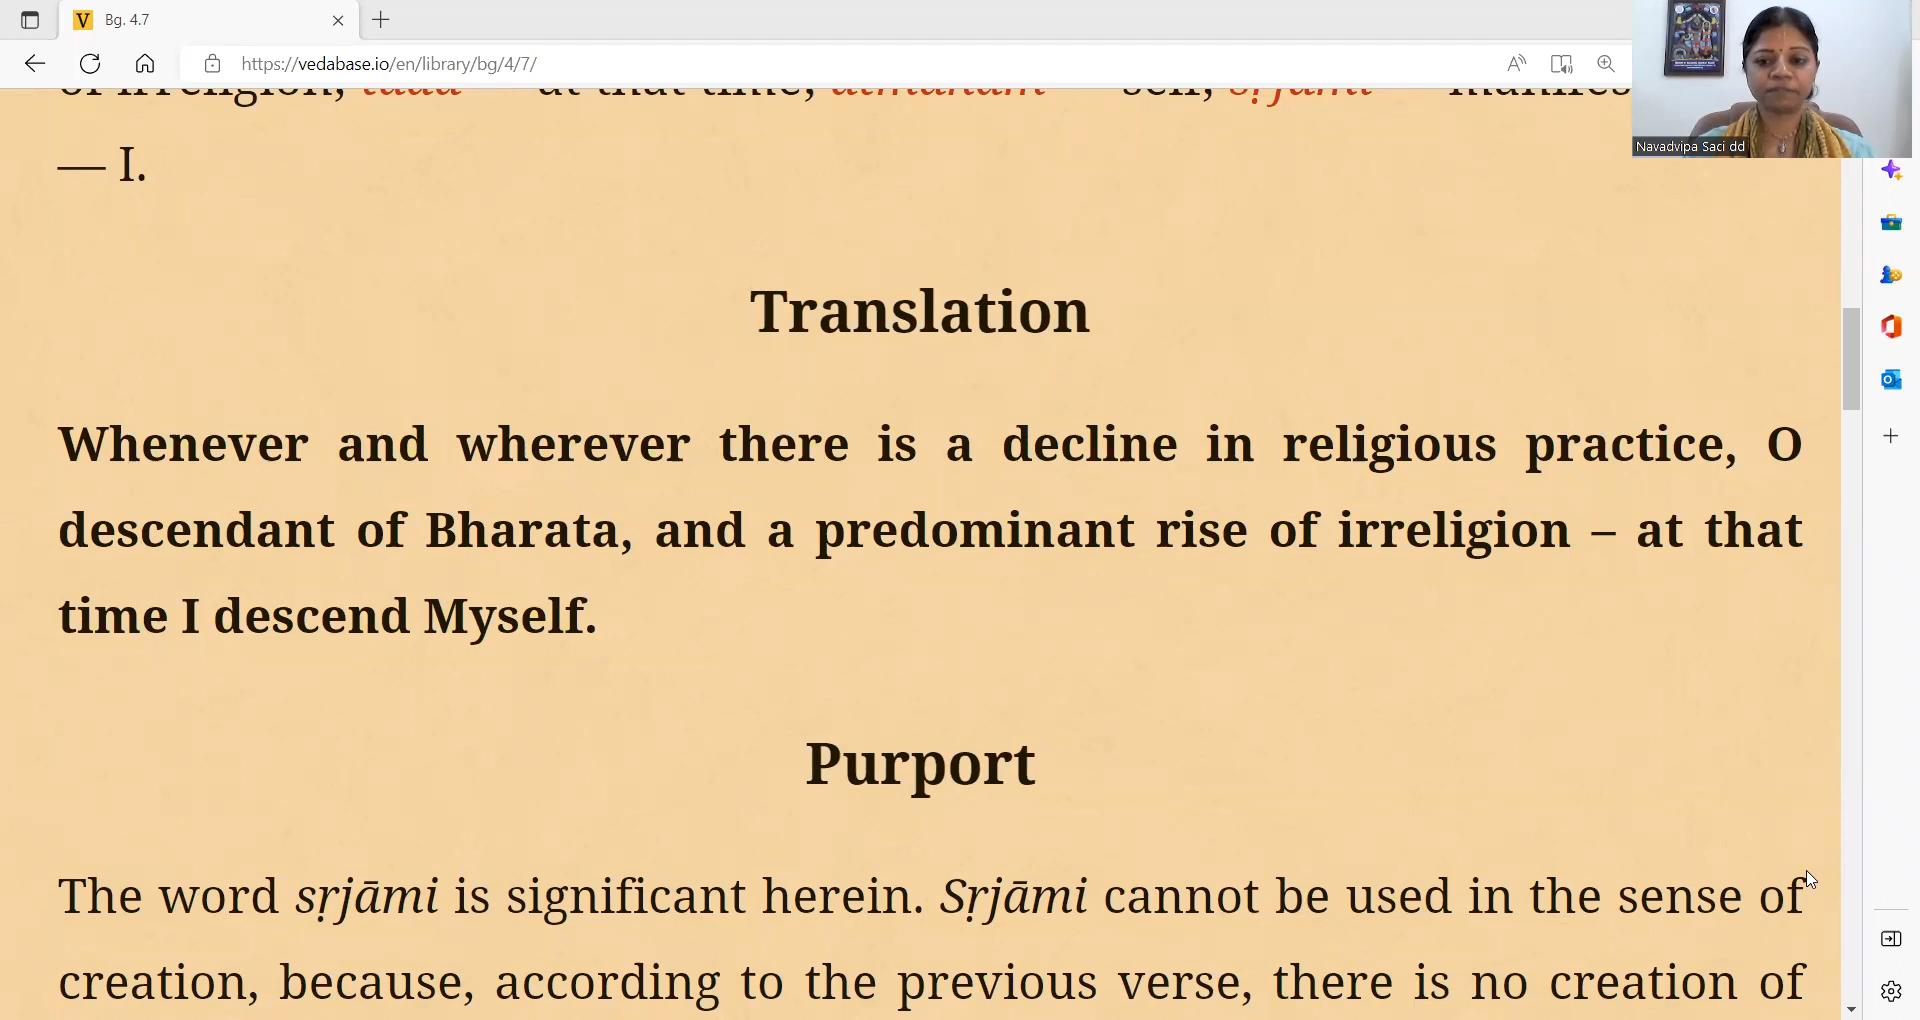 Bg. 4.7
https://vedabase.io/en/library/bg/4/7/
— I.
Translation
Whenever and wherever there is a decline in religious practice, O
descendant of Bharata, and a predominant rise of irreligion – at that
time I descend Myself.
Purport
The word sṛjāmi is significant herein. Sṛjāmi cannot be used in the sense of
creation, because, according to the previous verse, there is no creation of
Navadvipa Saci dd